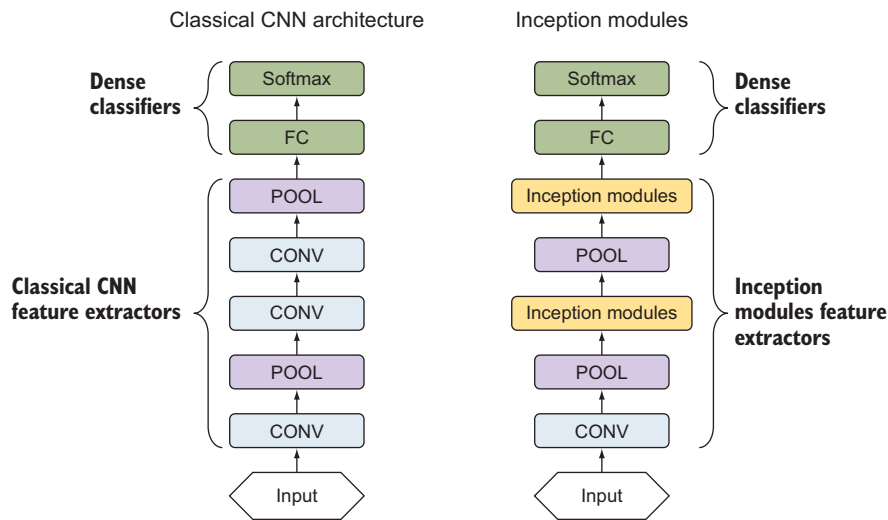 Classical CNN architecture
Inception modules
Dense
classifiers
Softmax
FC
POOL
CONV
CONV
POOL
CONV
Input
Classical CNN
feature extractors
Softmax
FC
Inception modules
POOL
Inception modules
POOL
CONV
Input
Dense
classifiers
Inception
modules feature
extractors